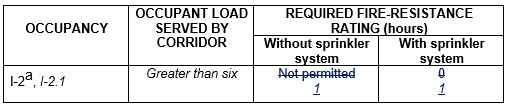 OCCUPANCY
OCCUPANT LOAD
SERVED BY
CORRIDOR
REQUIRED FIRE-RESISTANCE
RATING (hours)
Without sprinkler
system
With sprinkler
system
I-2a, I-2.1
Greater than six
Not permitted
1
0
1